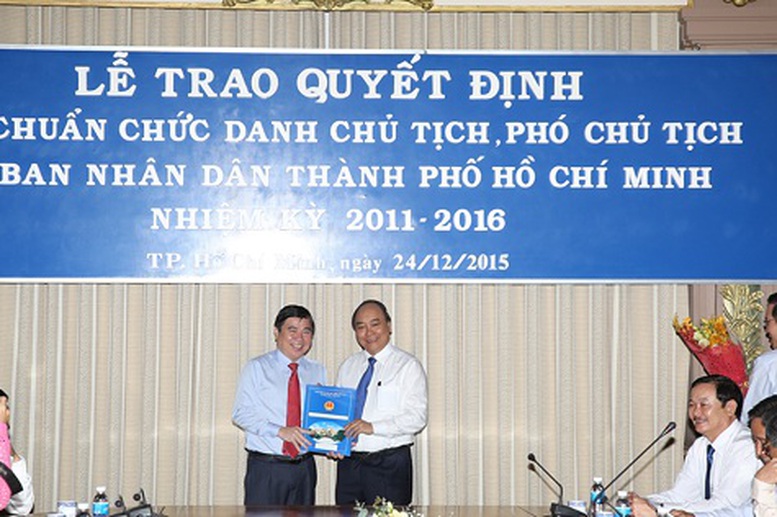 LỄ TRAO QUYẾT ĐỊNH
CHUẨN CHỨC DANH CHỦ TỊCH, PHÓ CHỦ TỊCH
BAN NHÂN DÂN THÀNH PHỐ HỒ CHÍ MINH
NHIỆM KỲ 2011-2016
TP. Hồ Chí Minh, ngày 24/12/2015